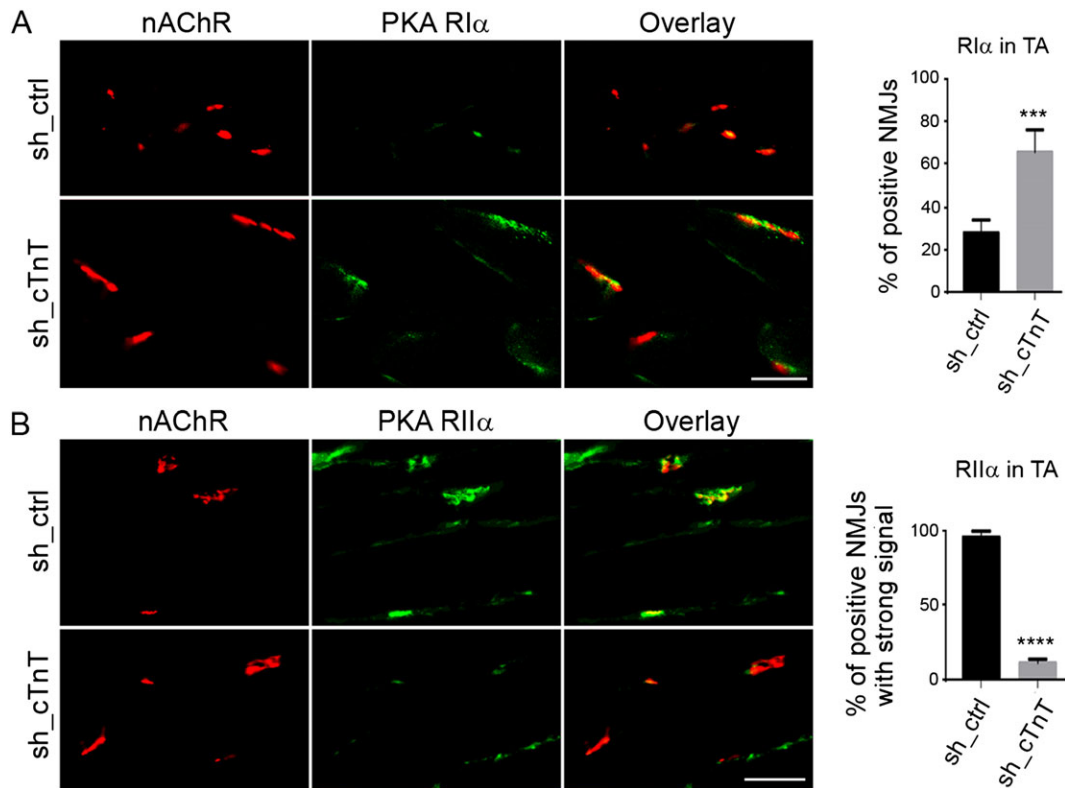 A
nAChR
PKA RIα
Overlay
sh_ctrl
sh_cTnT
RIα in TA
% of positive NMJs
100
80
60
40
20
0
***
sh_ctrl
sh_cTnT
B
nAChR
PKA RIIα
Overlay
sh_ctrl
sh_cTnT
RIIα in TA
% of positive NMJs
with strong signal
100
50
0
****
sh_ctrl
sh_cTnT